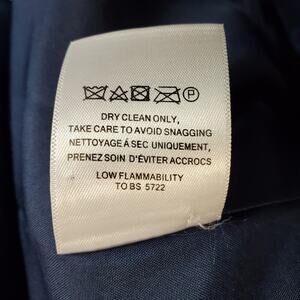 P
DRY CLEAN ONLY,
TAKE CARE TO AVOID SNAGGING
NETTOYAGE Á SEC UNIQUEMENT,
PRENEZ SOIN D'ÉVITER ACCROCS
LOW FLAMMABILITY
TO BS 5722